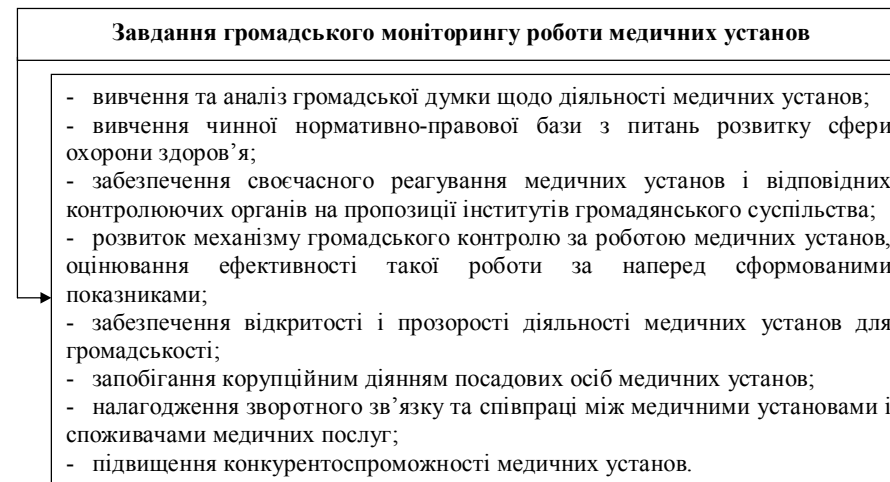 Завдання громадського моніторингу роботи медичних установ
- вивчення та аналіз громадської думки щодо діяльності медичних установ;
- вивчення чинної нормативно-правової бази з питань розвитку сфери
охорони здоров’я;
- забезпечення своєчасного реагування медичних установ і відповідних
контролюючих органів на пропозиції інститутів громадянського суспільства;
- розвиток механізму громадського контролю за роботою медичних установ,
оцінювання ефективності такої роботи за наперед сформованими
показниками;
- забезпечення відкритості і прозорості діяльності медичних установ для
громадськості;
- запобігання корупційним діянням посадових осіб медичних установ;
- налагодження зворотного зв’язку та співпраці між медичними установами і
споживачами медичних послуг;
- підвищення конкурентоспроможності медичних установ.